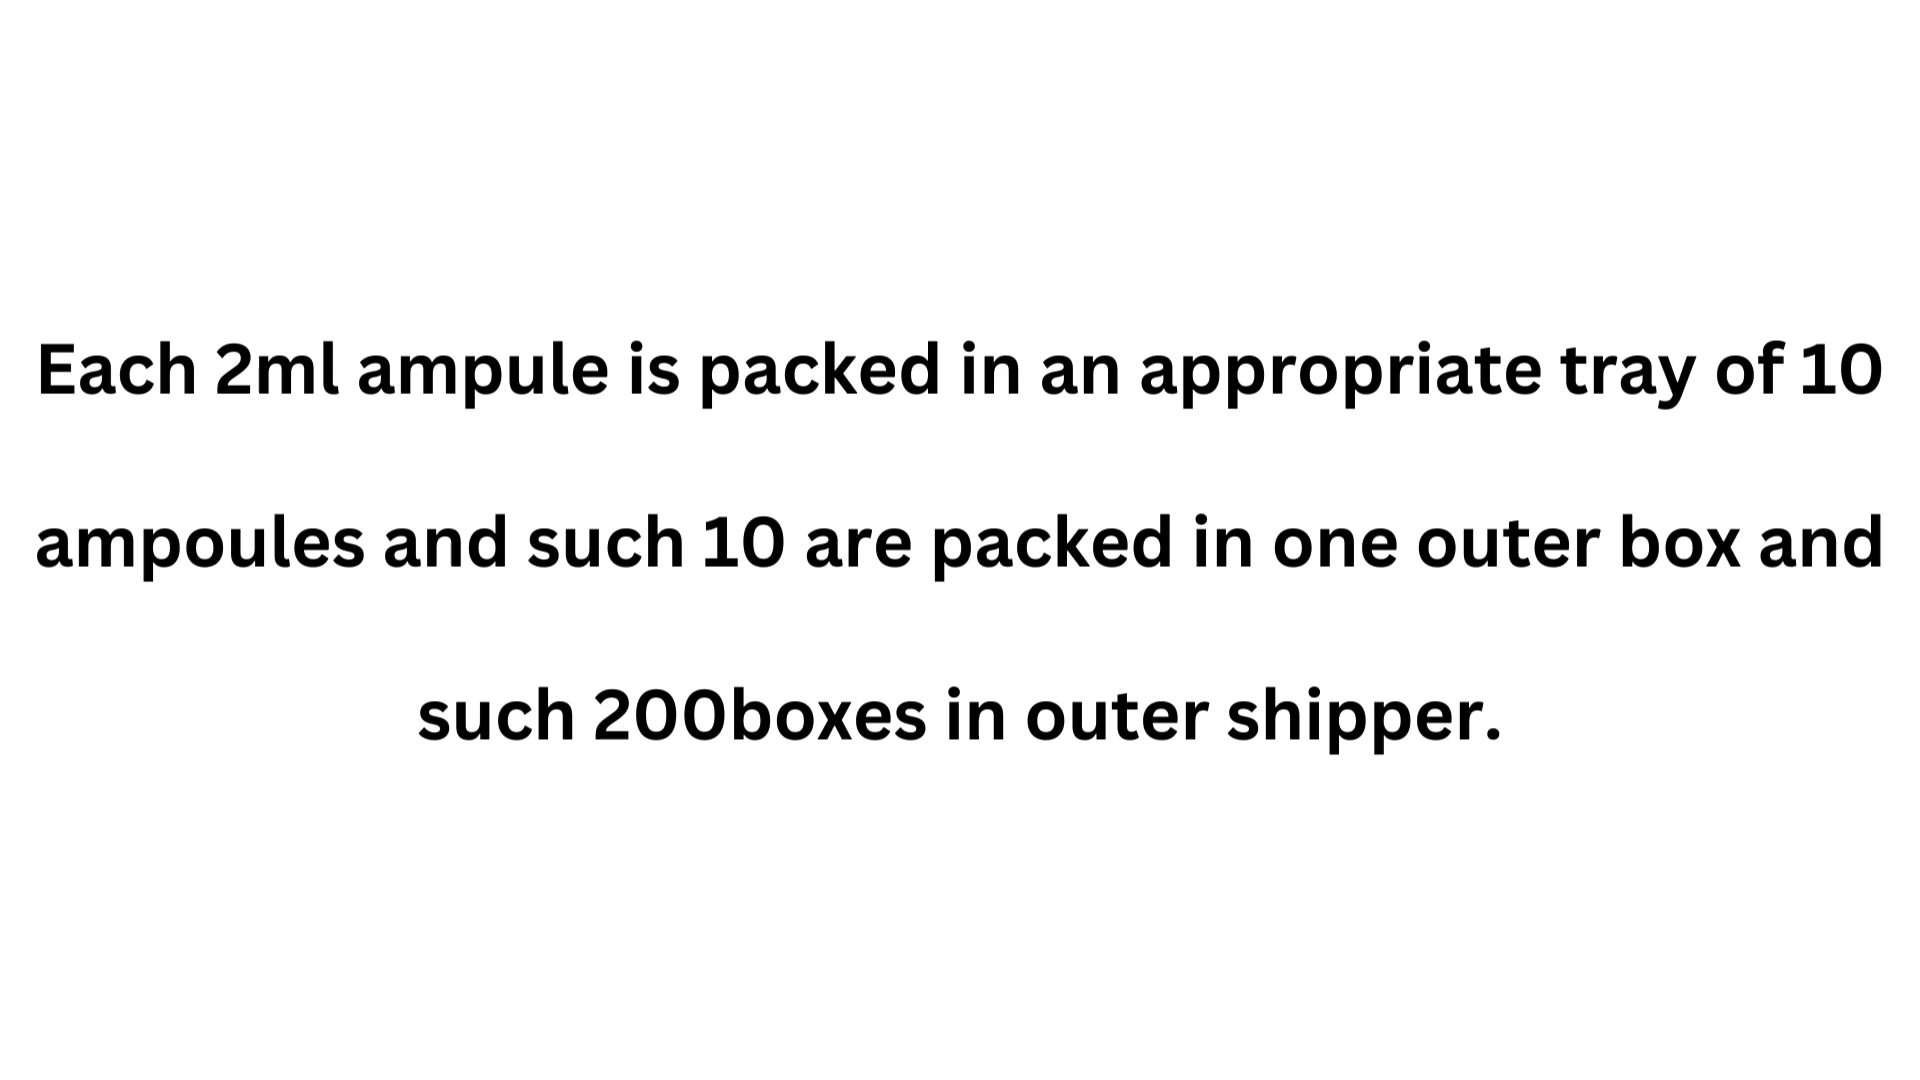 Each 2ml ampule is packed in an appropriate tray of 10
ampoules and such 10 are packed in one outer box and
such 200boxes in outer shipper.